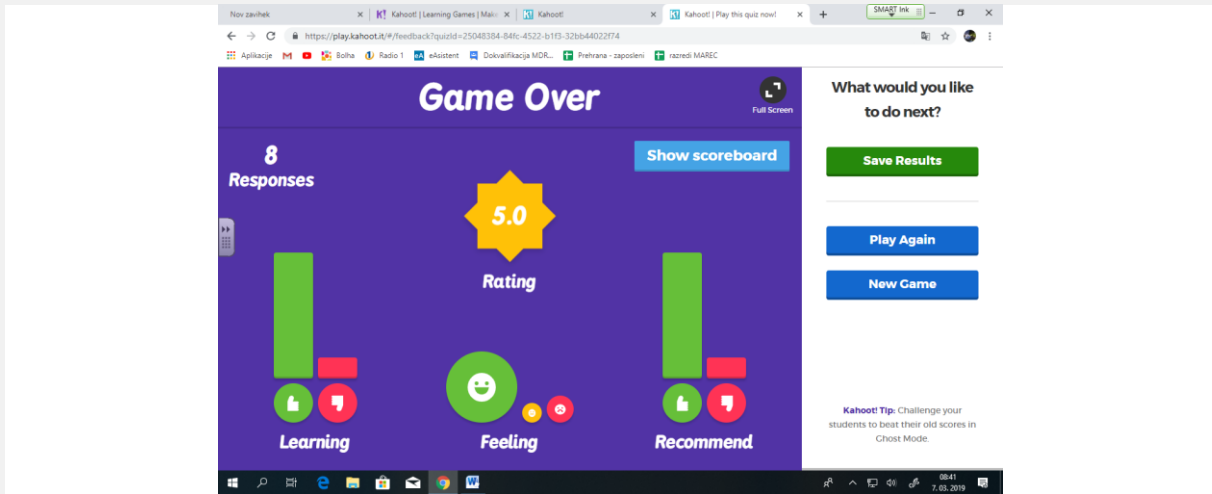 Nov zavihek
Kahoot! | Learning Games | Make
Kahoot!
Kahoot! | Play this quiz now!
SMART Ink
https://play.kahoot.it/#/feedback?quizId=25048384-84fc-4522-b1f3-32bb44022f74
Aplikacije
Bolha
Radio 1
eA eAsistent
Dokvalifikacija MDR...
Prehrana - zaposleni
razredi MAREC
Game Over
Full Screen
8
Responses
Show scoreboard
5.0
Rating
Learning
Feeling
Recommend
What would you like
to do next?
Save Results
Play Again
New Game
Kahoot! Tip: Challenge your
students to beat their old scores in
Ghost Mode.
08:41
7. 03. 2019